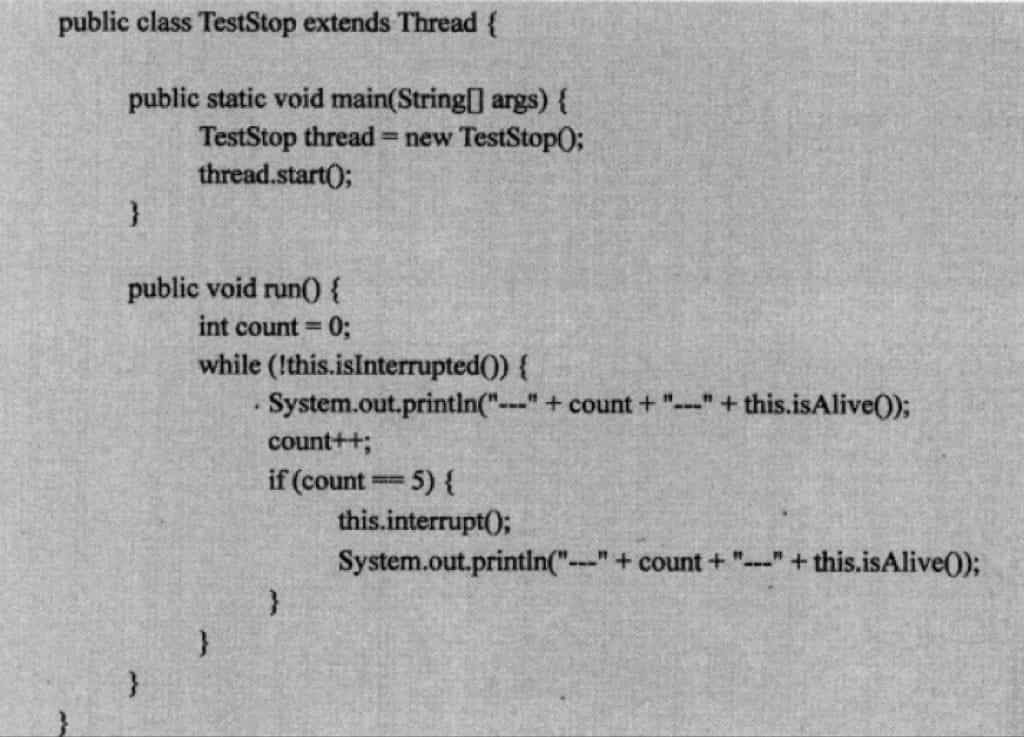 public class TestStop extends Thread {
public static void main(String[] args) {
TestStop thread = new TestStop();
thread.start();
}
public void run() {
int count = 0;
while (!this.isInterrupted()) {
System.out.println("---" + count + "---" + this.isAlive());
count++;
if (count == 5) {
this.interrupt();
System.out.println("---" + count + "---" + this.isAlive());
}
}
}
}